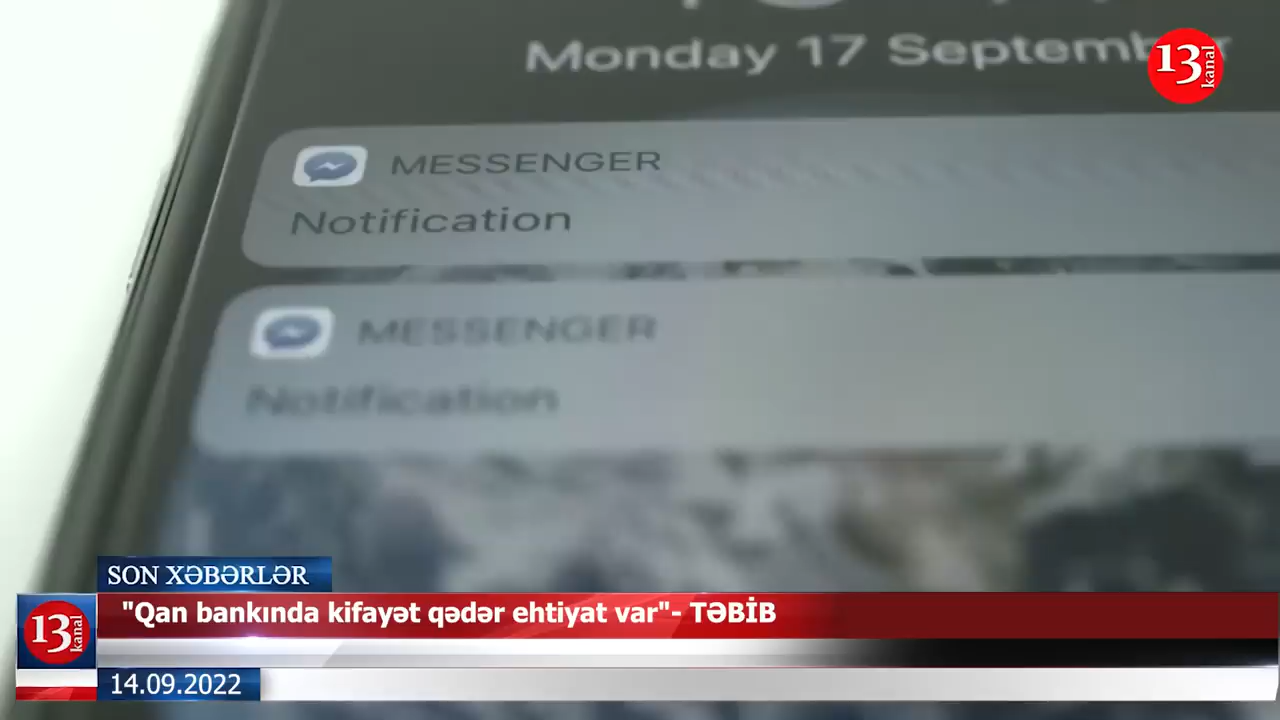 Monday 17 September
13
kanal
MESSENGER
Notification
MESSENGER
Notification
SON XƏBƏRLƏR
"Qan bankında kifayət qədər ehtiyat var"- TƏBİB
13
kanal
14.09.2022